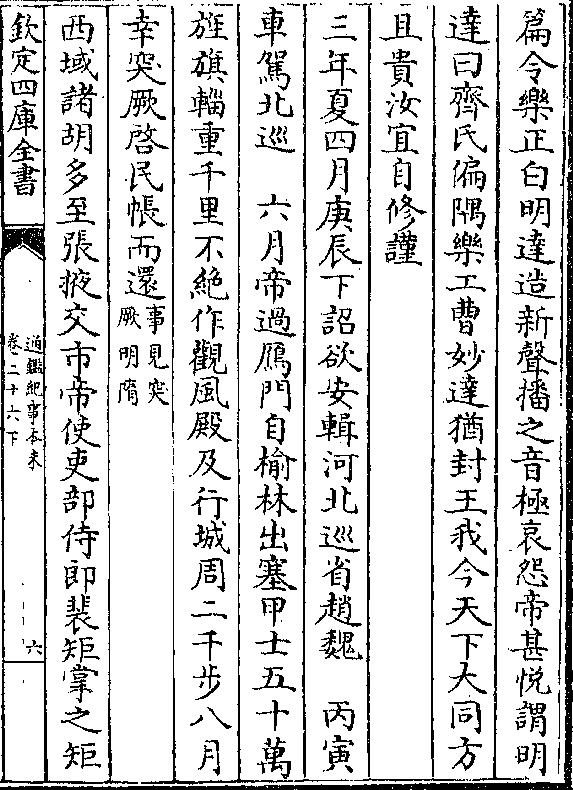 篇令樂正白明達造新聲播之音極哀怨帝甚悅謂明
達曰齊氏偏隅樂工曹妙達猶封王我今天下大同方
且貴汝宜自修謹
三年夏四月庚辰下詔欲安輯河北巡省趙魏　丙寅
車駕北巡　六月帝過鴈門自榆林出塞甲士五十萬
旌旗輜重千里不絶作觀風殿及行城周二千步八月
幸突厥啓民帳而還事見突厥明隋
西域諸胡多至張掖交市帝使吏部侍郎裴矩掌之矩
欽定四庫全書
通鑑紀事本末
卷二十六下
六